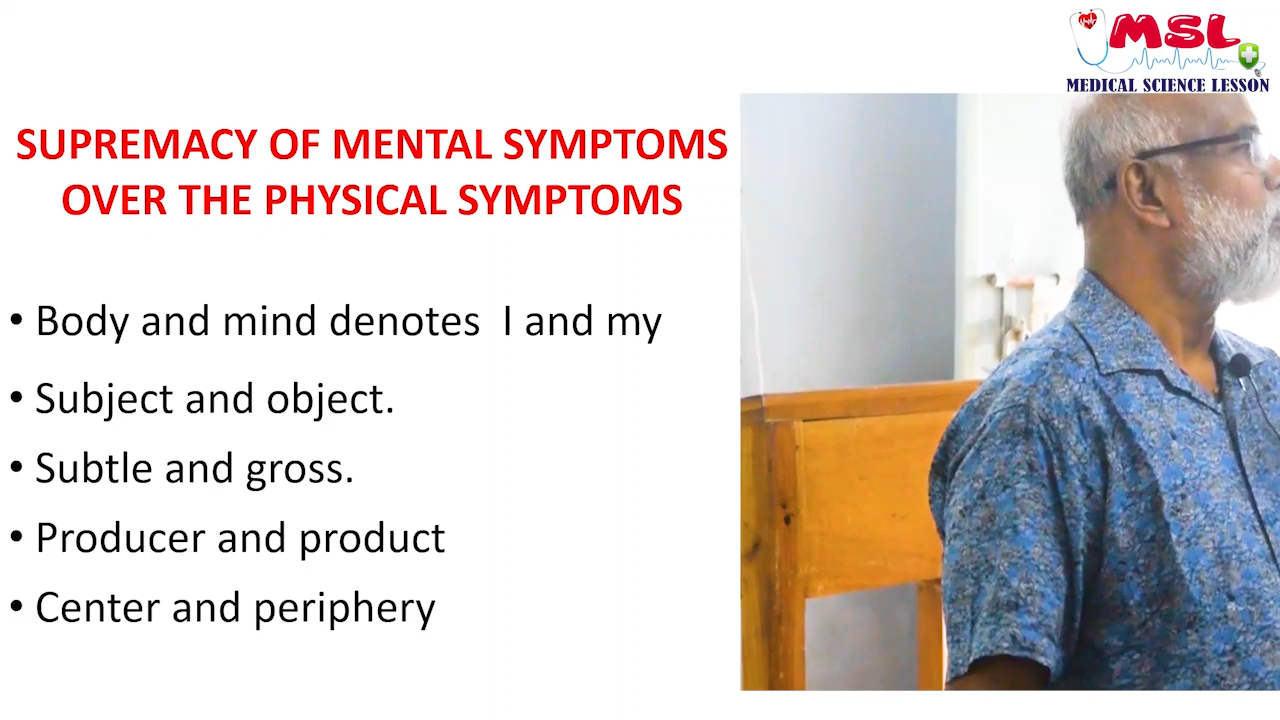 MSL
MEDICAL SCIENCE LESSON
SUPREMACY OF MENTAL SYMPTOMS
OVER THE PHYSICAL SYMPTOMS
• Body and mind denotes I and my
• Subject and object.
• Subtle and gross.
• Producer and product
• Center and periphery